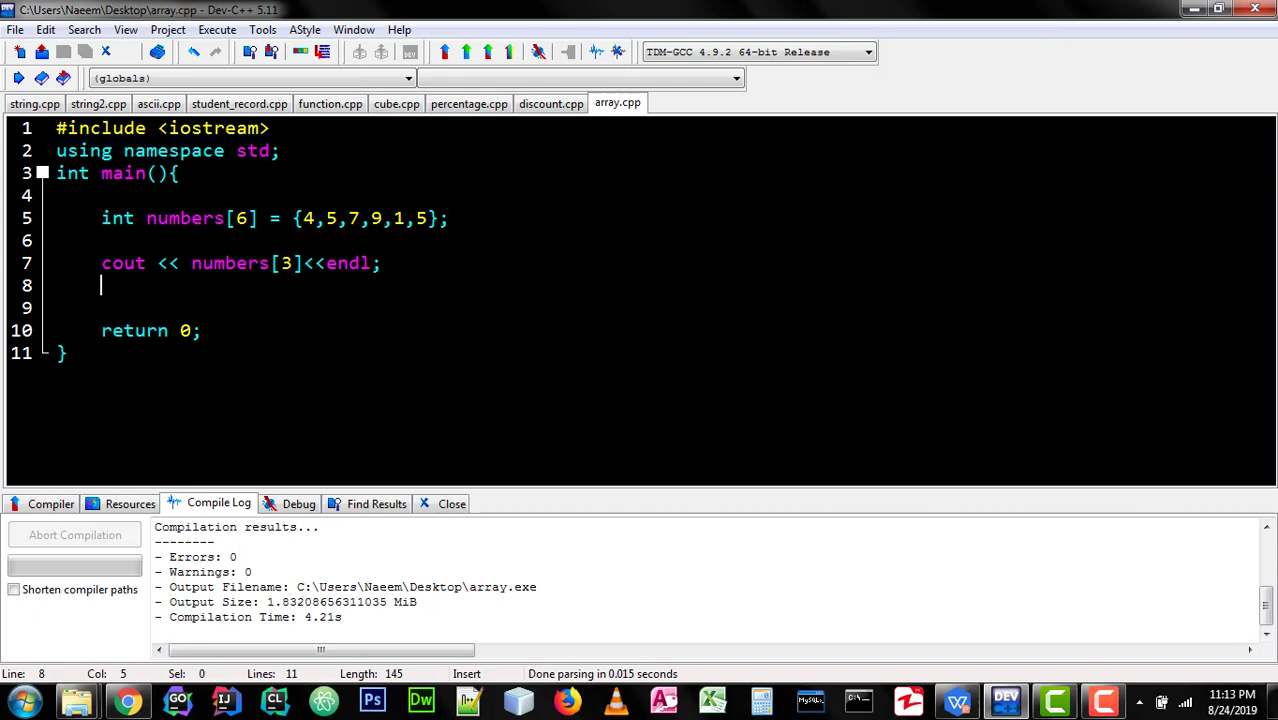 C:\Users\Naeem\Desktop\array.cpp - Dev-C++ 5.11
File Edit Search View Project Execute Tools AStyle Window Help
TDM-GCC 4.9.2 64-bit Release
(globals)
string.cpp string2.cpp ascii.cpp student_record.cpp function.cpp cube.cpp percentage.cpp discount.cpp array.cpp
1 #include <iostream>
2 using namespace std;
3 int main(){
4
5 int numbers[6] = {4,5,7,9,1,5};
6
7 cout << numbers[3]<<endl;
8
9
10 return 0;
11 }
Compiler Resources Compile Log Debug Find Results Close
Abort Compilation
Shorten compiler paths
Compilation results...
--------
- Errors: 0
- Warnings: 0
- Output Filename: C:\Users\Naeem\Desktop\array.exe
- Output Size: 1.83208656311035 MiB
- Compilation Time: 4.21s
Line: 8 Col: 5 Sel: 0 Lines: 11 Length: 145 Insert Done parsing in 0.015 seconds
11:13 PM
8/24/2019